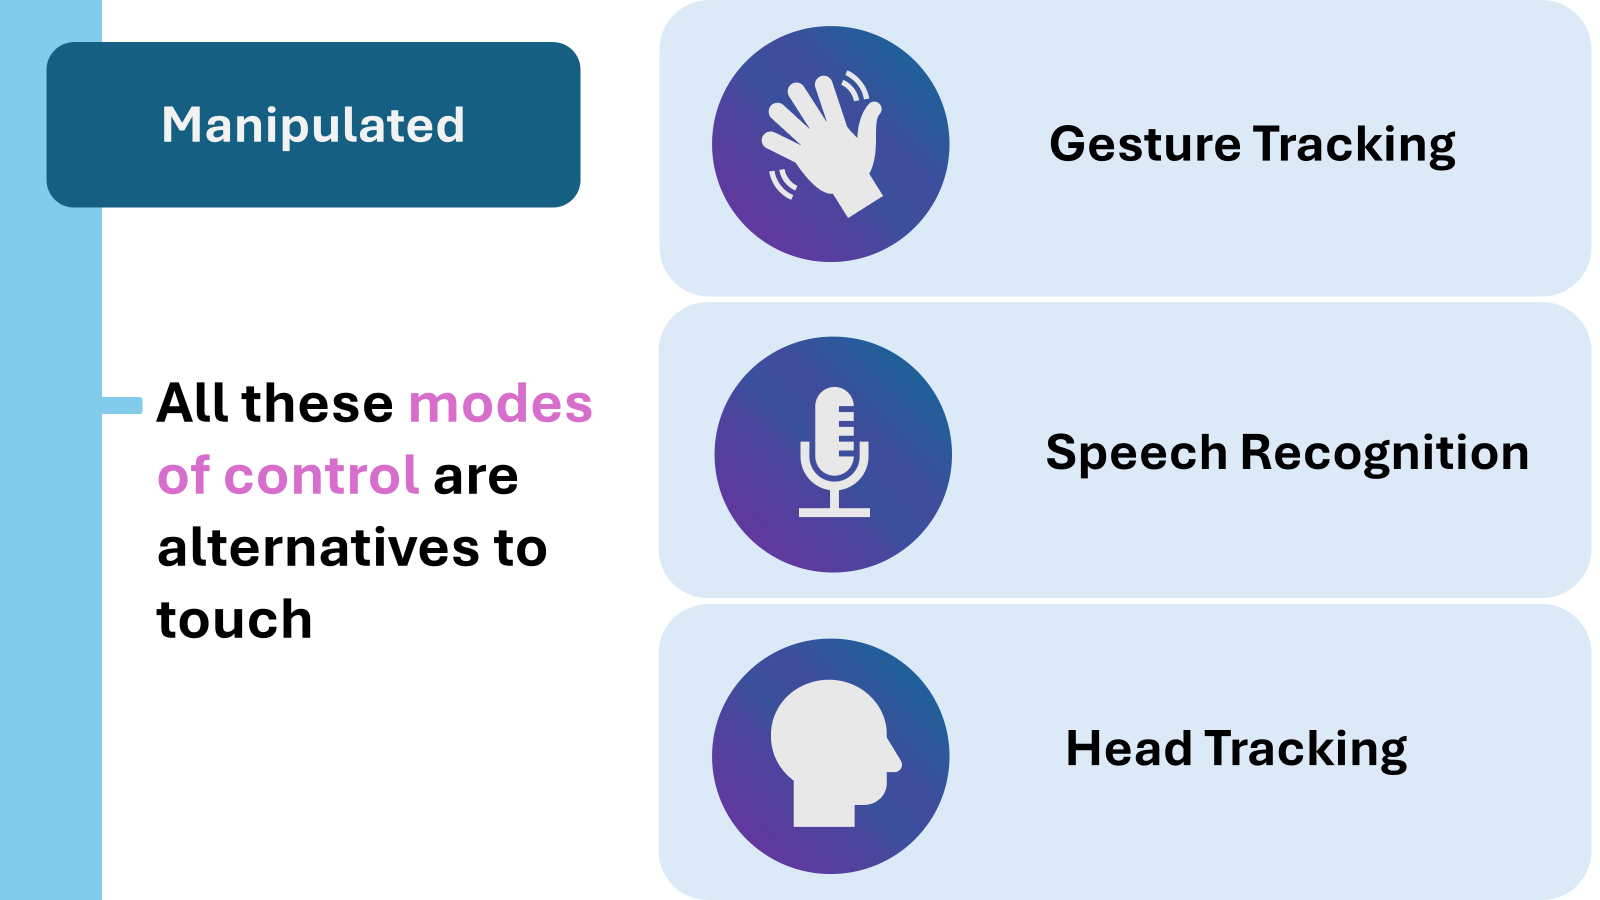 Manipulated
All these modes
of control are
alternatives to
touch
Gesture Tracking
Speech Recognition
Head Tracking